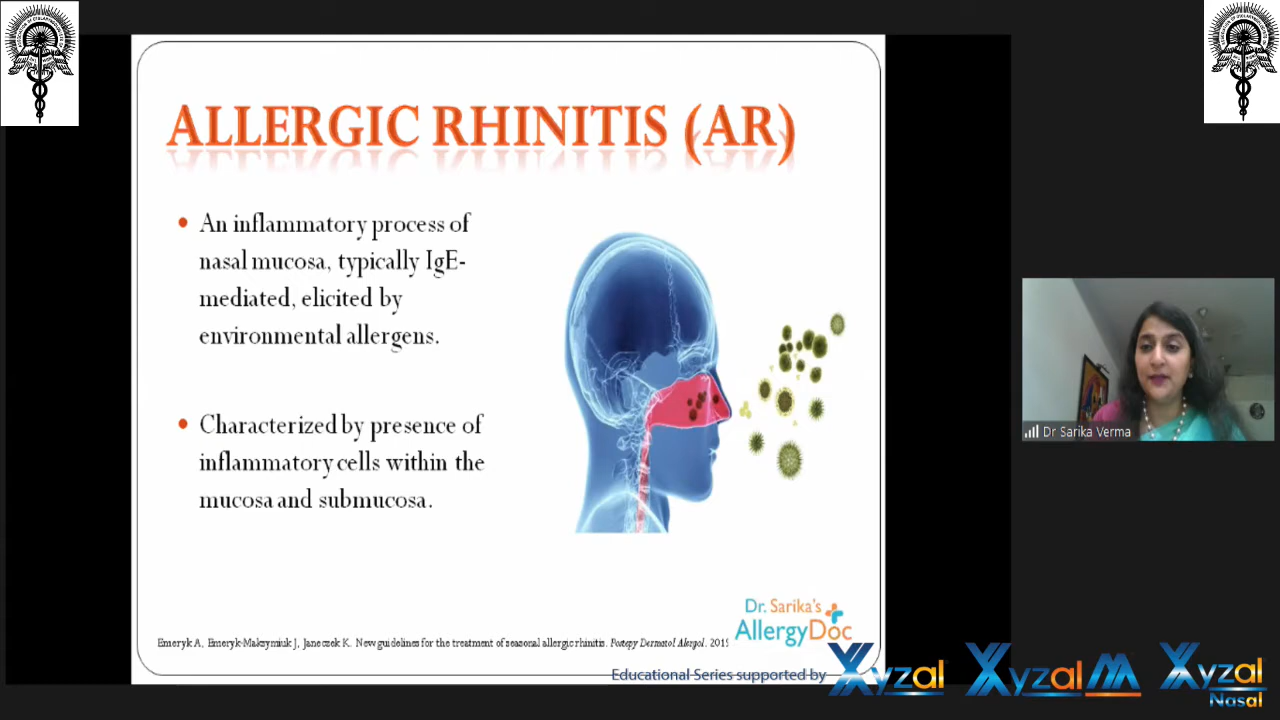 ALLERGIC RHINITIS (AR)
• An inflammatory process of
nasal mucosa, typically IgE-
mediated, elicited by
environmental allergens.
• Characterized by presence of
inflammatory cells within the
mucosa and submucosa.
Dr Sarika Verma
Dr. Sarika's
AllergyDoc
Emeryk A, Emeryk-Maksymiuk J, Janeczek K. New guidelines for the treatment of seasonal allergic rhinitis. Postepy Dermatol Alergol. 2019
Educational Series supported by Xyzal Xyzal M Xyzal
Nasal